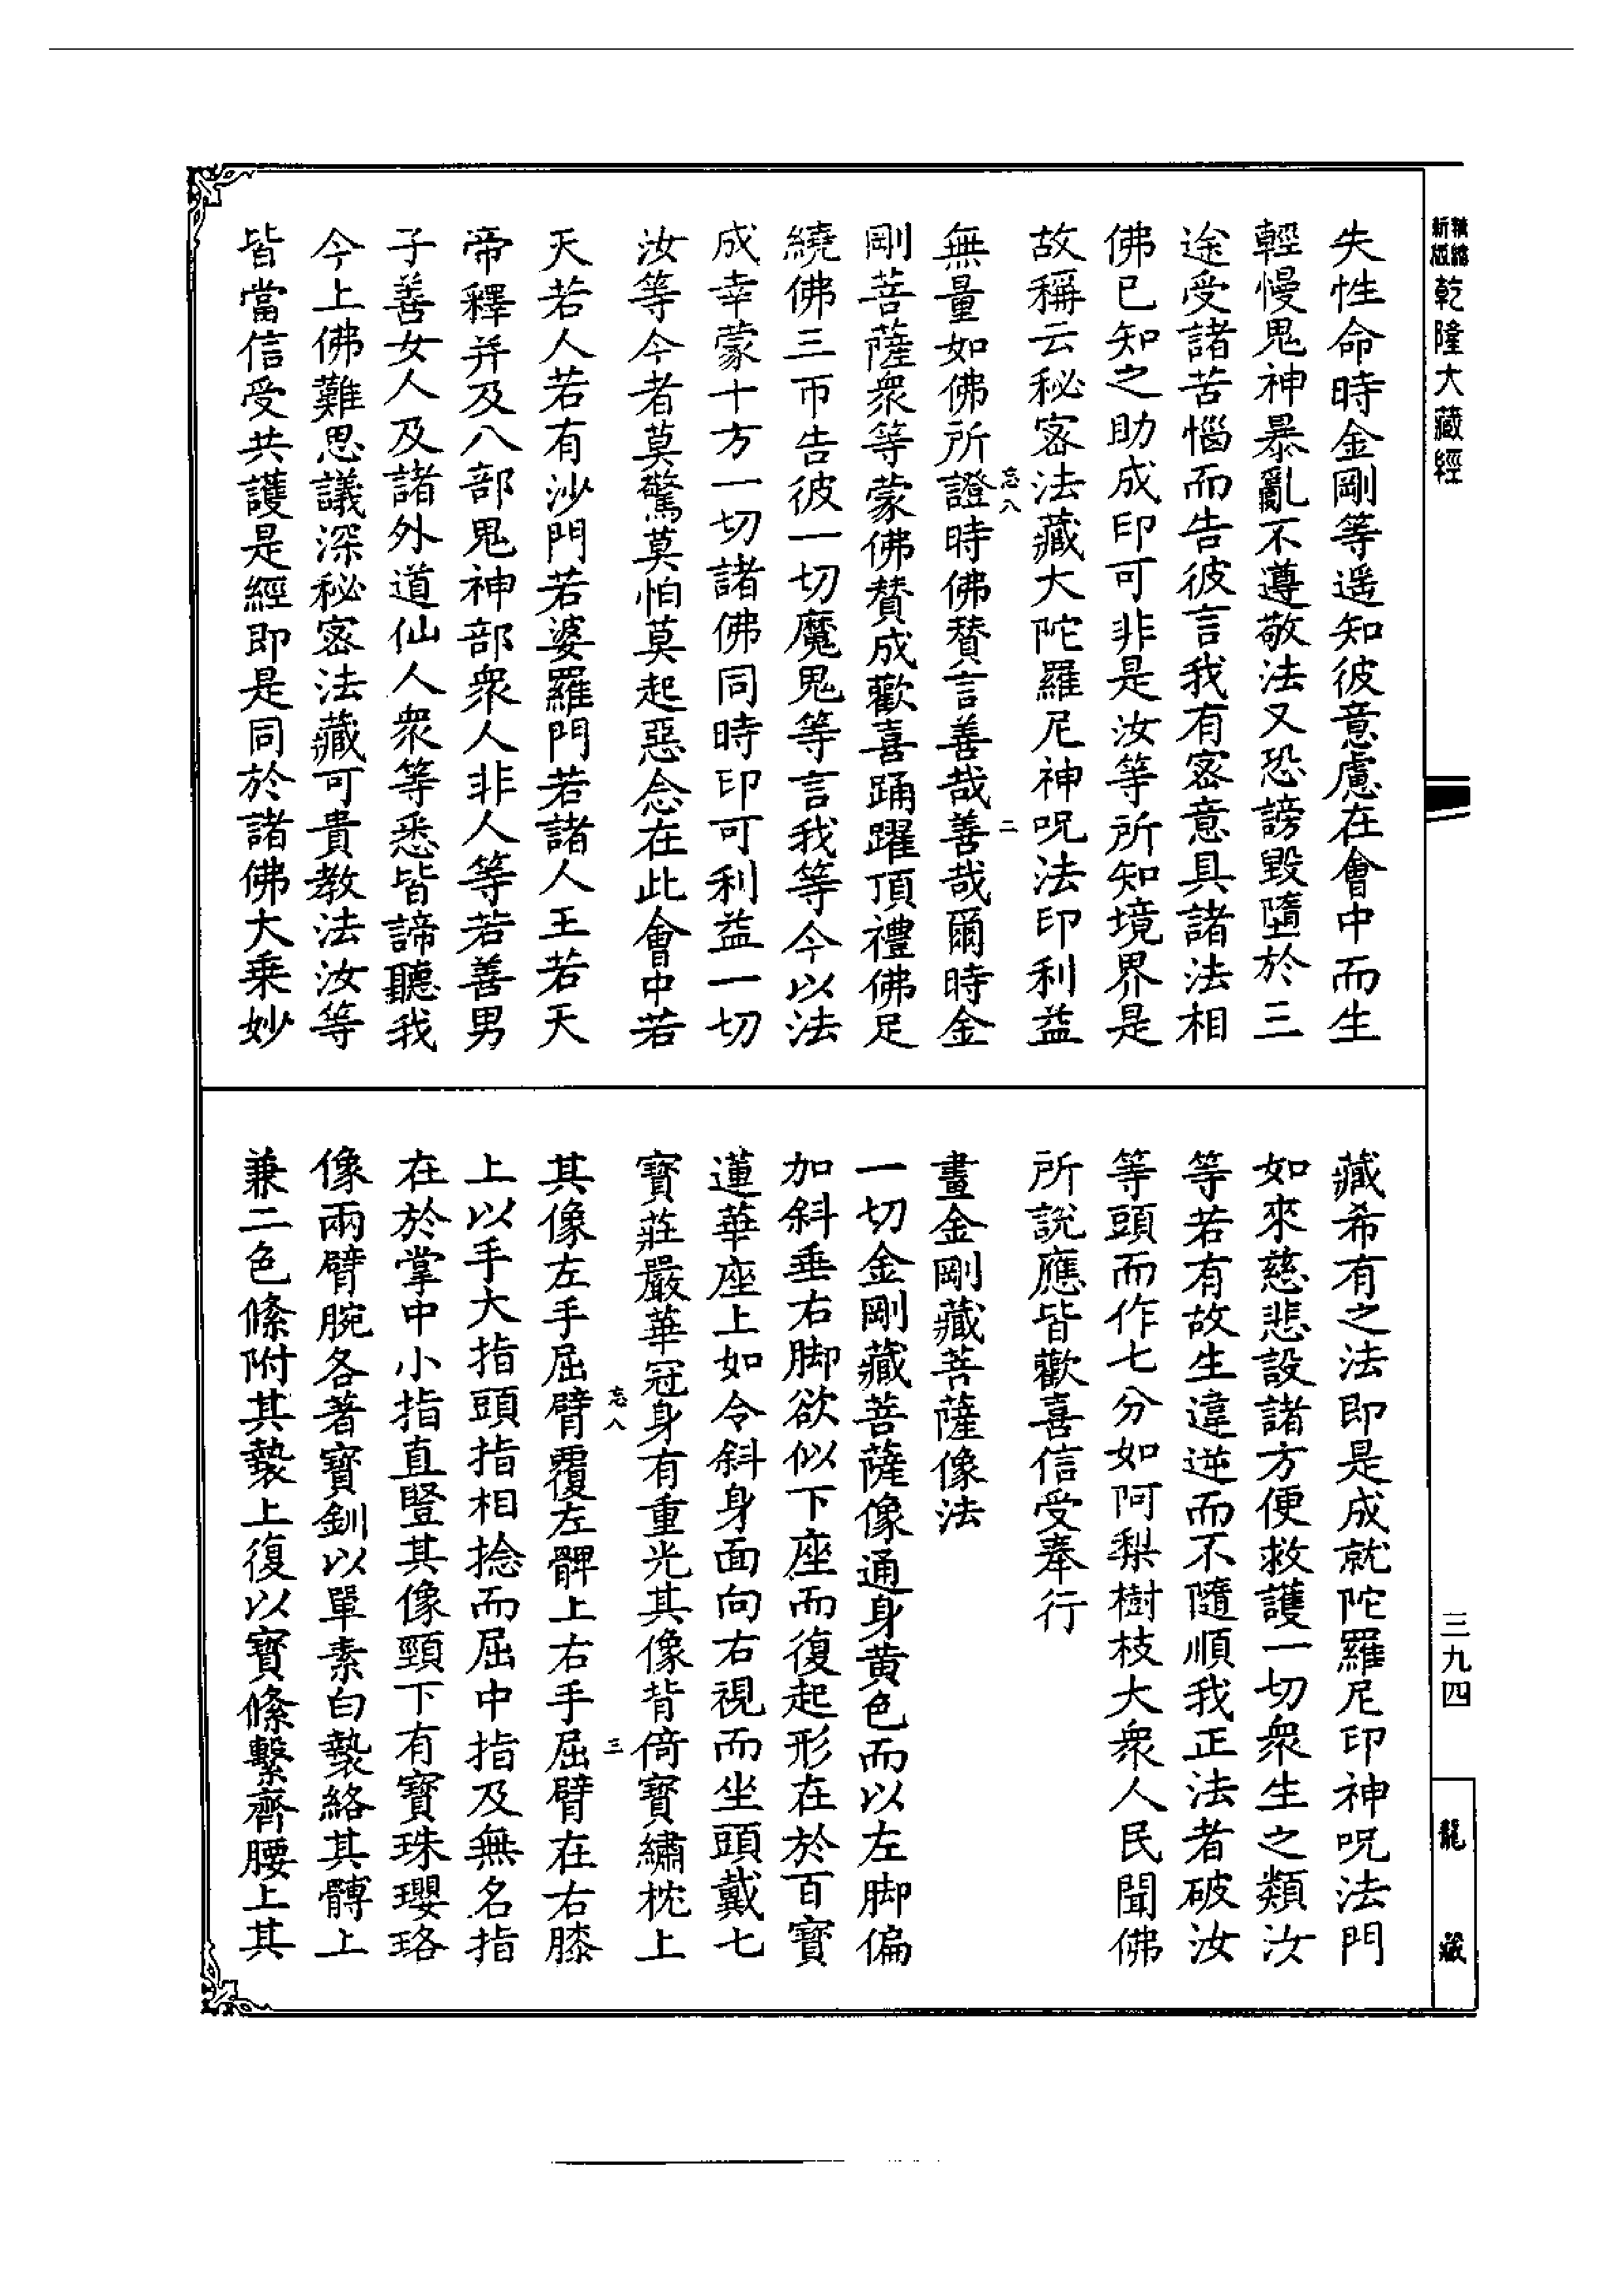 新版精縮乾隆大藏經
失性命時金剛等遥知彼意慮在會中而生
輕慢鬼神暴亂不遵敬法又恐謗毀墮於三
途受諸苦惱而告彼言我有密意具諸法相
佛已知之助成印可非是汝等所知境界是
故稱云秘密法藏大陀羅尼神呪法印利益
忘八 二
無量如佛所證時佛賛言善哉善哉爾時金
剛菩薩衆等蒙佛賛成歡喜踊躍頂禮佛足
繞佛三帀告彼一切魔鬼等言我等今以法
成幸蒙十方一切諸佛同時印可利益一切
汝等今者莫驚莫怕莫起惡念在此會中若
天若人若有沙門若婆羅門若諸人王若天
帝釋并及八部鬼神部衆人非人等若善男
子善女人及諸外道仙人衆等悉皆諦聽我
今上佛難思議深秘密法藏可貴教法汝等
皆當信受共護是經即是同於諸佛大乗妙
藏希有之法即是成就陀羅尼印神呪法門
如來慈悲設諸方便救護一切衆生之類汝
等若有故生違逆而不隨順我正法者破汝
等頭而作七分如阿梨樹枝大衆人民聞佛
所說應皆歡喜信受奉行
畫金剛藏菩薩像法
一切金剛藏菩薩像通身黄色而以左脚偏
加斜垂右脚欲似下座而復起形在於百寳
蓮華座上如令斜身面向右視而坐頭戴七
寳莊嚴華冠身有重光其像背倚寳繡枕上
忘八 三
其像左手屈臂覆左髀上右手屈臂在右膝
上以手大指頭指相捻而屈中指及無名指
在於掌中小指直豎其像頸下有寳珠瓔珞
像兩臂腕各著寳釧以單素白㲲絡其髆上
兼二色絛附其㲲上復以寳絛繫齊腰上其
三九四
龍藏